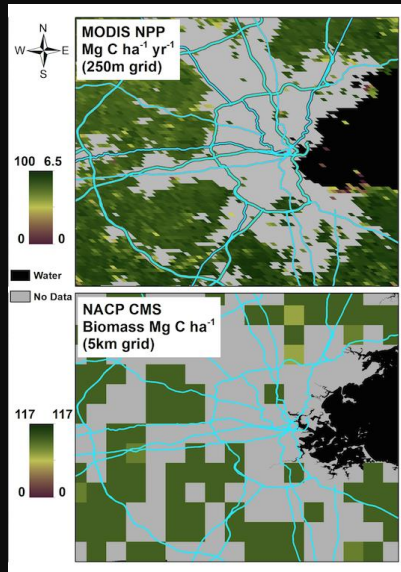 N
W E
S
MODIS NPP
Mg C ha⁻¹ yr⁻¹
(250m grid)
100 6.5
0 0
Water
No Data
NACP CMS
Biomass Mg C ha⁻¹
(5km grid)
117 117
0 0